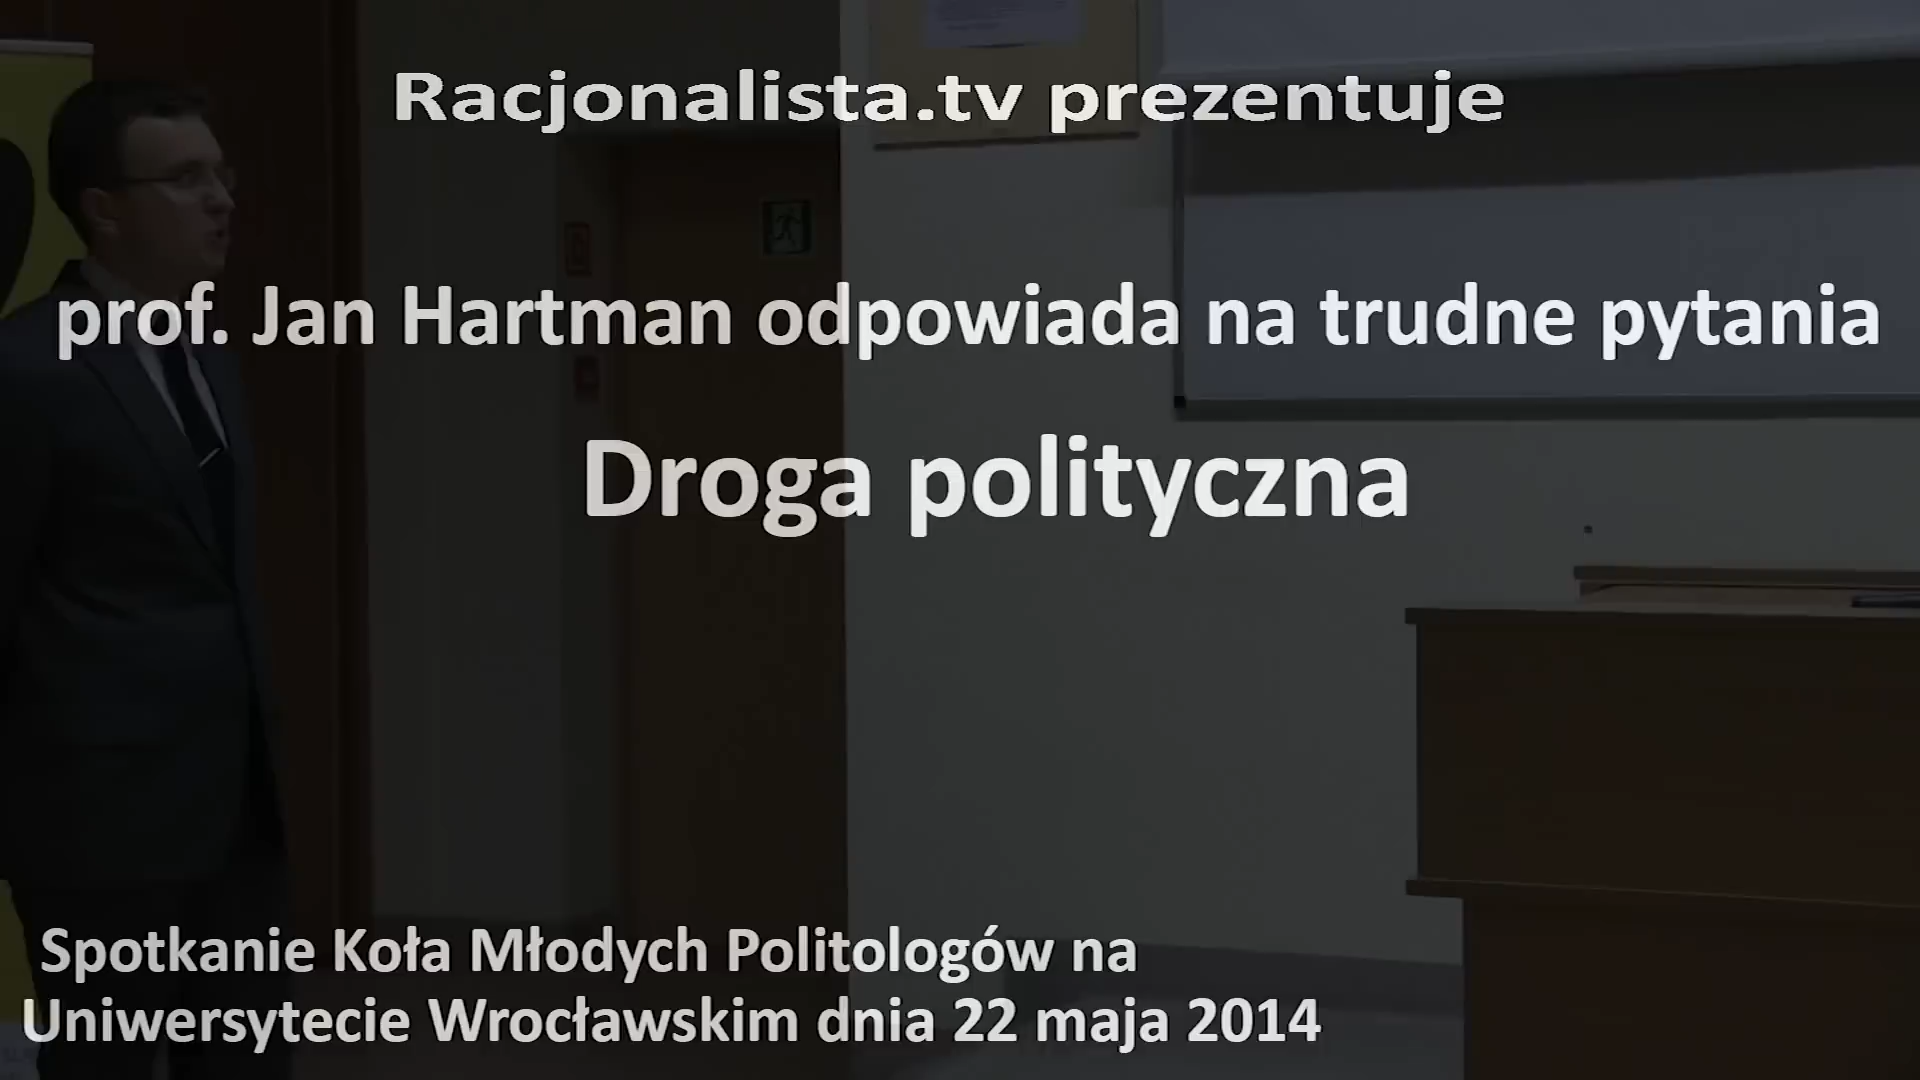 Racjonalista.tv prezentuje
prof. Jan Hartman odpowiada na trudne pytania
Droga polityczna
Spotkanie Koła Młodych Politologów na
Uniwersytecie Wrocławskim dnia 22 maja 2014